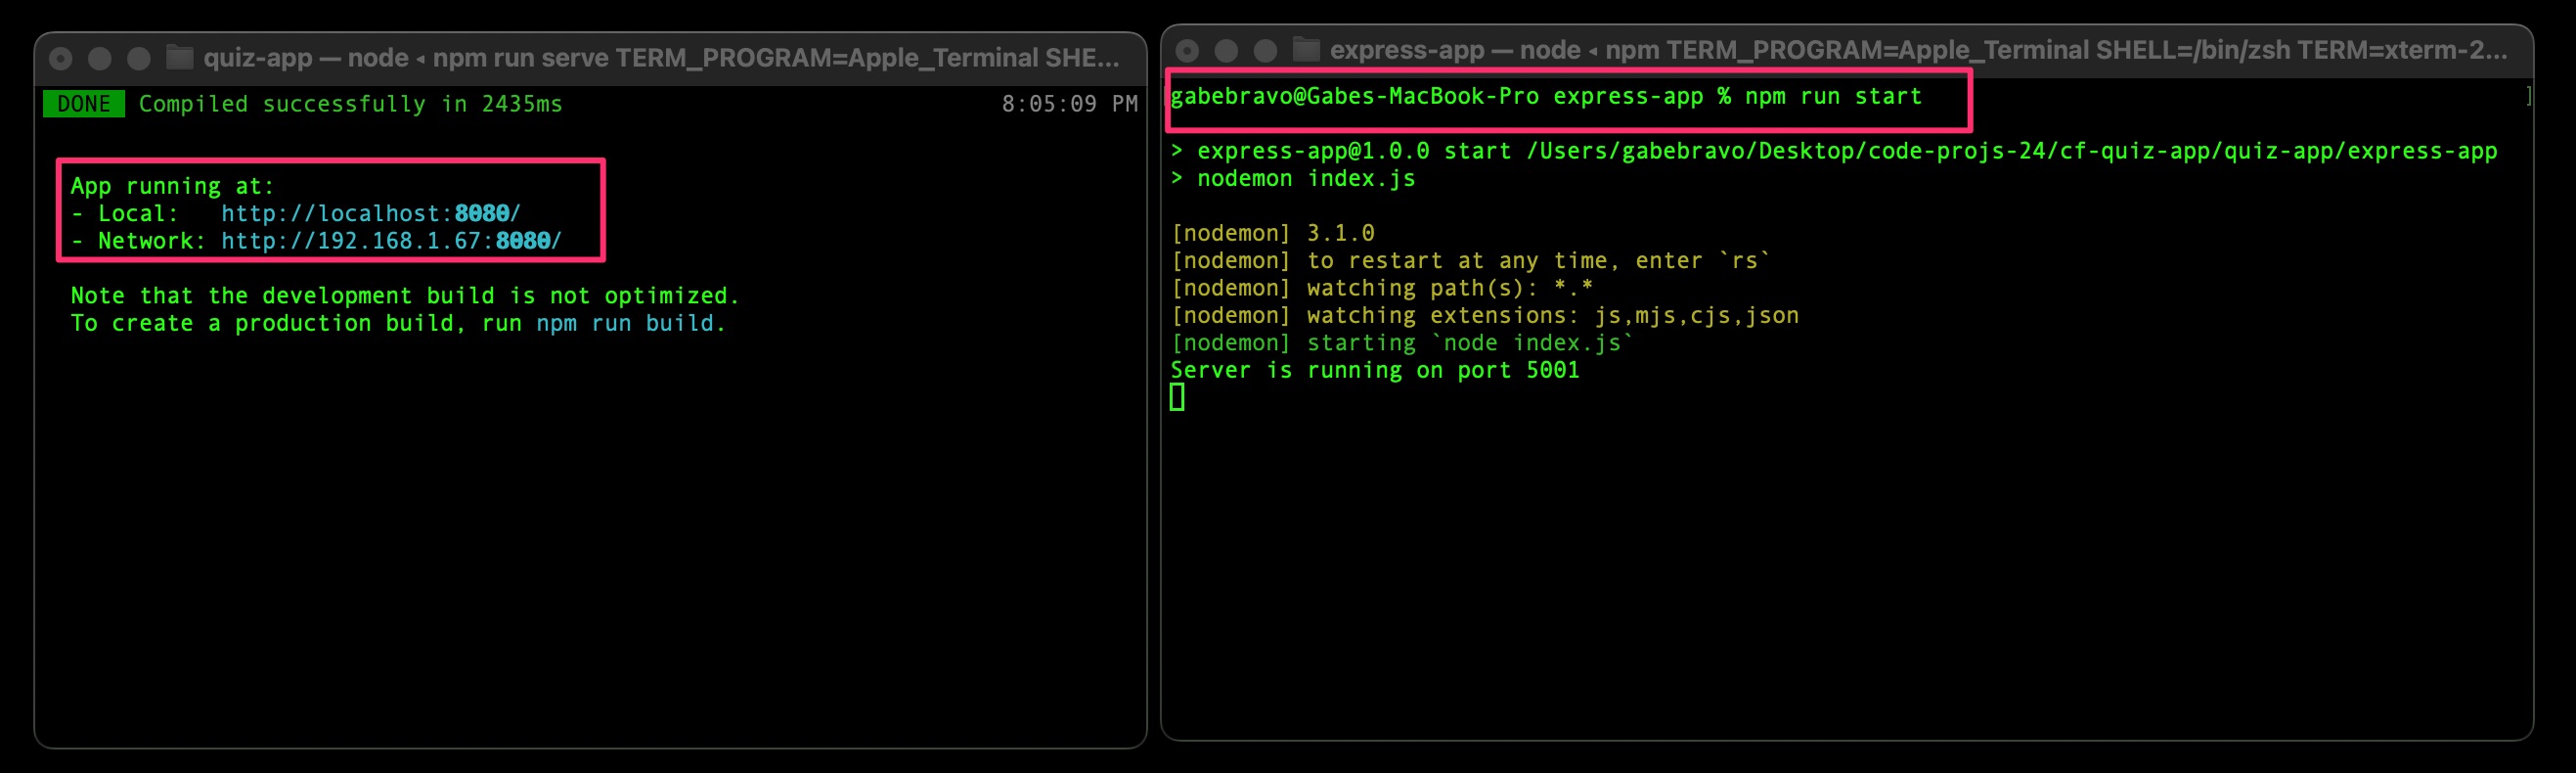 quiz-app — node ◂ npm run serve TERM_PROGRAM=Apple_Terminal SHE...
DONE Compiled successfully in 2435ms 8:05:09 PM
App running at:
- Local: http://localhost:8080/
- Network: http://192.168.1.67:8080/
Note that the development build is not optimized.
To create a production build, run npm run build.
express-app — node ◂ npm TERM_PROGRAM=Apple_Terminal SHELL=/bin/zsh TERM=xterm-2...
gabebravo@Gabes-MacBook-Pro express-app % npm run start ]
> express-app@1.0.0 start /Users/gabebravo/Desktop/code-projs-24/cf-quiz-app/quiz-app/express-app
> nodemon index.js
[nodemon] 3.1.0
[nodemon] to restart at any time, enter `rs`
[nodemon] watching path(s): *.*
[nodemon] watching extensions: js,mjs,cjs,json
[nodemon] starting `node index.js`
Server is running on port 5001